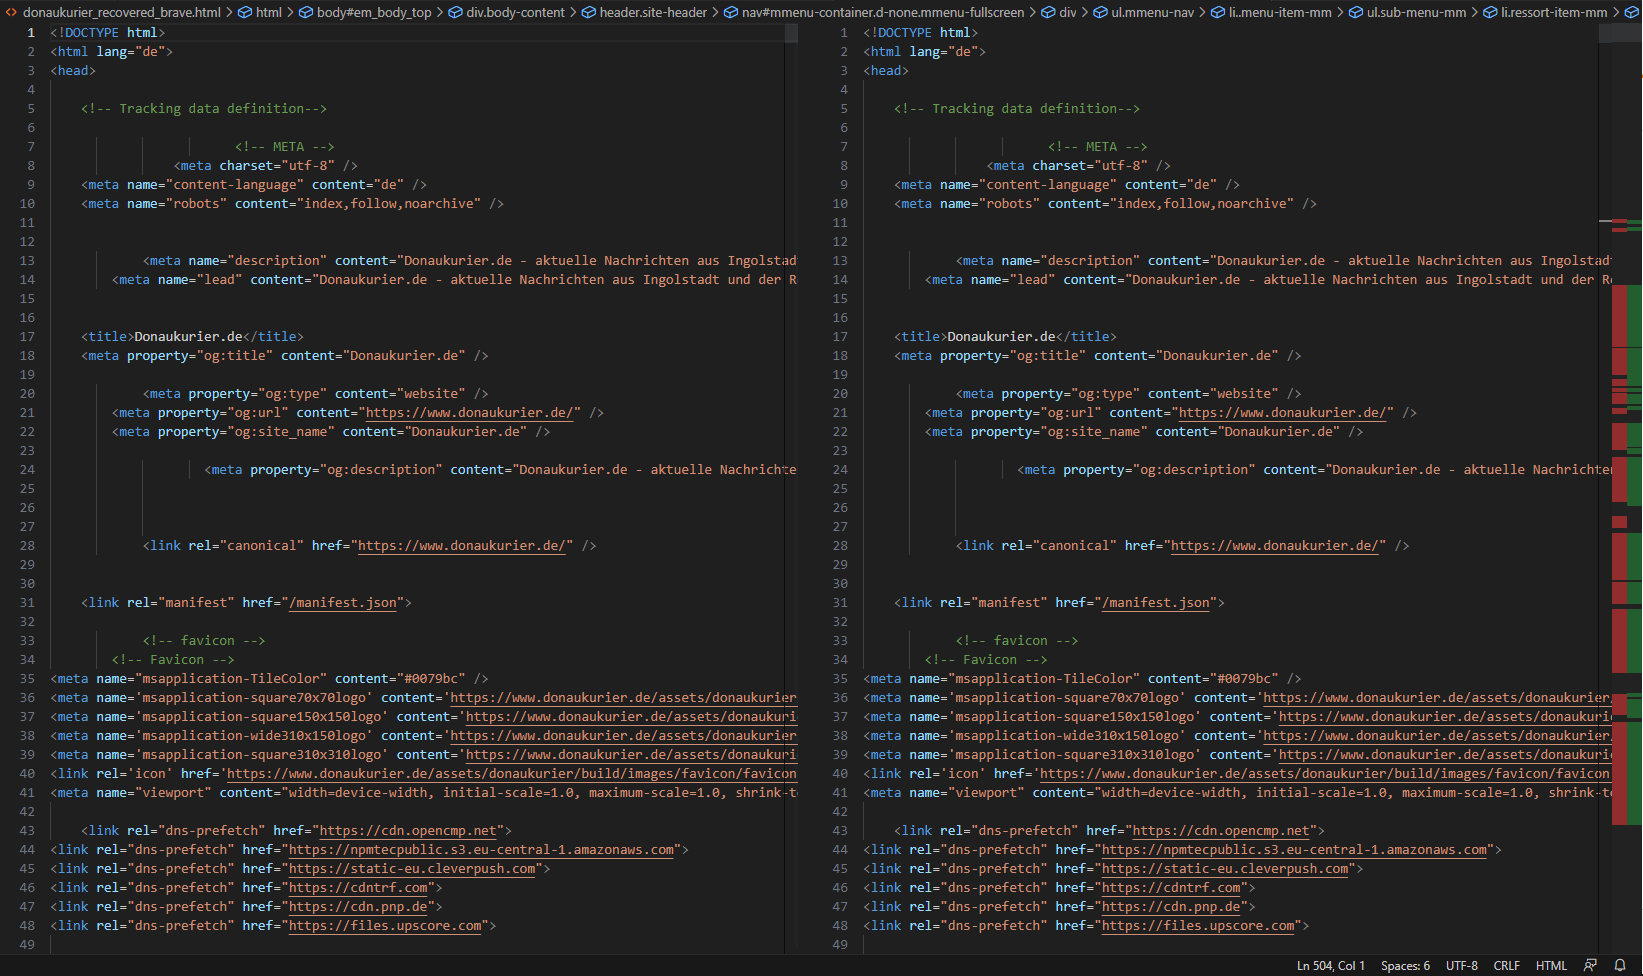 donaukurier_recovered_brave.html > html > body#em_body_top > div.body-content > header.site-header > nav#mmenu-container.d-none.mmenu-fullscreen > div > ul.mmenu-nav > li..menu-item-mm > ul.sub-menu-mm > li.ressort-item-mm >
1 <!DOCTYPE html>
2 <html lang="de">
3 <head>
4
5 <!-- Tracking data definition-->
6
7 <!-- META -->
8 <meta charset="utf-8" />
9 <meta name="content-language" content="de" />
10 <meta name="robots" content="index,follow,noarchive" />
11
12
13 <meta name="description" content="Donaukurier.de - aktuelle Nachrichten aus Ingolstad
14 <meta name="lead" content="Donaukurier.de - aktuelle Nachrichten aus Ingolstadt und der R
15
16
17 <title>Donaukurier.de</title>
18 <meta property="og:title" content="Donaukurier.de" />
19
20 <meta property="og:type" content="website" />
21 <meta property="og:url" content="https://www.donaukurier.de/" />
22 <meta property="og:site_name" content="Donaukurier.de" />
23
24 <meta property="og:description" content="Donaukurier.de - aktuelle Nachrichte
25
26
27
28 <link rel="canonical" href="https://www.donaukurier.de/" />
29
30
31 <link rel="manifest" href="/manifest.json">
32
33 <!-- favicon -->
34 <!-- Favicon -->
35 <meta name="msapplication-TileColor" content="#0079bc" />
36 <meta name='msapplication-square70x70logo' content='https://www.donaukurier.de/assets/donaukurier
37 <meta name='msapplication-square150x150logo' content='https://www.donaukurier.de/assets/donaukuri
38 <meta name='msapplication-wide310x150logo' content='https://www.donaukurier.de/assets/donaukurier
39 <meta name='msapplication-square310x310logo' content='https://www.donaukurier.de/assets/donaukuri
40 <link rel='icon' href='https://www.donaukurier.de/assets/donaukurier/build/images/favicon/favicon
41 <meta name="viewport" content="width=device-width, initial-scale=1.0, maximum-scale=1.0, shrink-t
42
43 <link rel="dns-prefetch" href="https://cdn.opencmp.net">
44 <link rel="dns-prefetch" href="https://npmtecpublic.s3.eu-central-1.amazonaws.com">
45 <link rel="dns-prefetch" href="https://static-eu.cleverpush.com">
46 <link rel="dns-prefetch" href="https://cdntrf.com">
47 <link rel="dns-prefetch" href="https://cdn.pnp.de">
48 <link rel="dns-prefetch" href="https://files.upscore.com">
49
1 <!DOCTYPE html>
2 <html lang="de">
3 <head>
4
5 <!-- Tracking data definition-->
6
7 <!-- META -->
8 <meta charset="utf-8" />
9 <meta name="content-language" content="de" />
10 <meta name="robots" content="index,follow,noarchive" />
11
12
13 <meta name="description" content="Donaukurier.de - aktuelle Nachrichten aus Ingolstadt
14 <meta name="lead" content="Donaukurier.de - aktuelle Nachrichten aus Ingolstadt und der Re
15
16
17 <title>Donaukurier.de</title>
18 <meta property="og:title" content="Donaukurier.de" />
19
20 <meta property="og:type" content="website" />
21 <meta property="og:url" content="https://www.donaukurier.de/" />
22 <meta property="og:site_name" content="Donaukurier.de" />
23
24 <meta property="og:description" content="Donaukurier.de - aktuelle Nachrichten
25
26
27
28 <link rel="canonical" href="https://www.donaukurier.de/" />
29
30
31 <link rel="manifest" href="/manifest.json">
32
33 <!-- favicon -->
34 <!-- Favicon -->
35 <meta name="msapplication-TileColor" content="#0079bc" />
36 <meta name='msapplication-square70x70logo' content='https://www.donaukurier.de/assets/donaukurier.
37 <meta name='msapplication-square150x150logo' content='https://www.donaukurier.de/assets/donaukuri
38 <meta name='msapplication-wide310x150logo' content='https://www.donaukurier.de/assets/donaukurier.
39 <meta name='msapplication-square310x310logo' content='https://www.donaukurier.de/assets/donaukuri
40 <link rel='icon' href='https://www.donaukurier.de/assets/donaukurier/build/images/favicon/favicon
41 <meta name="viewport" content="width=device-width, initial-scale=1.0, maximum-scale=1.0, shrink-to
42
43 <link rel="dns-prefetch" href="https://cdn.opencmp.net">
44 <link rel="dns-prefetch" href="https://npmtecpublic.s3.eu-central-1.amazonaws.com">
45 <link rel="dns-prefetch" href="https://static-eu.cleverpush.com">
46 <link rel="dns-prefetch" href="https://cdntrf.com">
47 <link rel="dns-prefetch" href="https://cdn.pnp.de">
48 <link rel="dns-prefetch" href="https://files.upscore.com">
49
Ln 504, Col 1 Spaces: 6 UTF-8 CRLF HTML